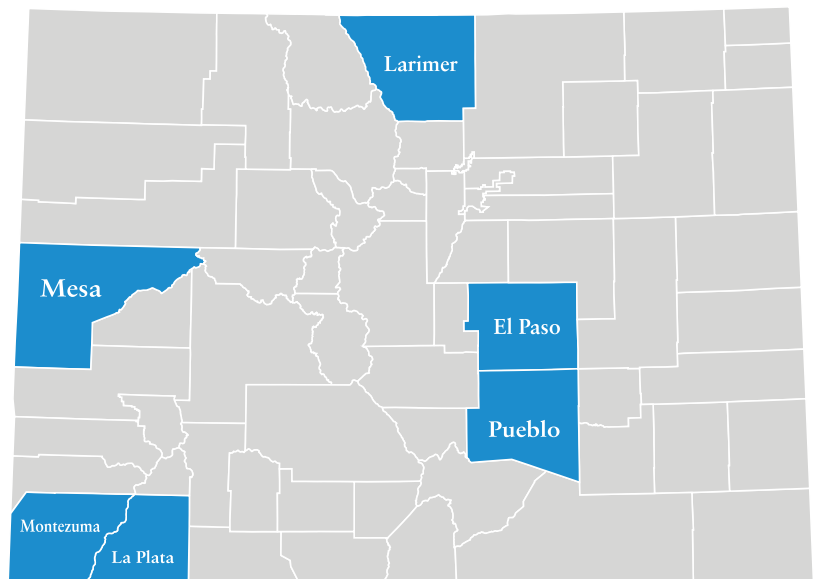 Larimer
Mesa
El Paso
Pueblo
Montezuma
La Plata